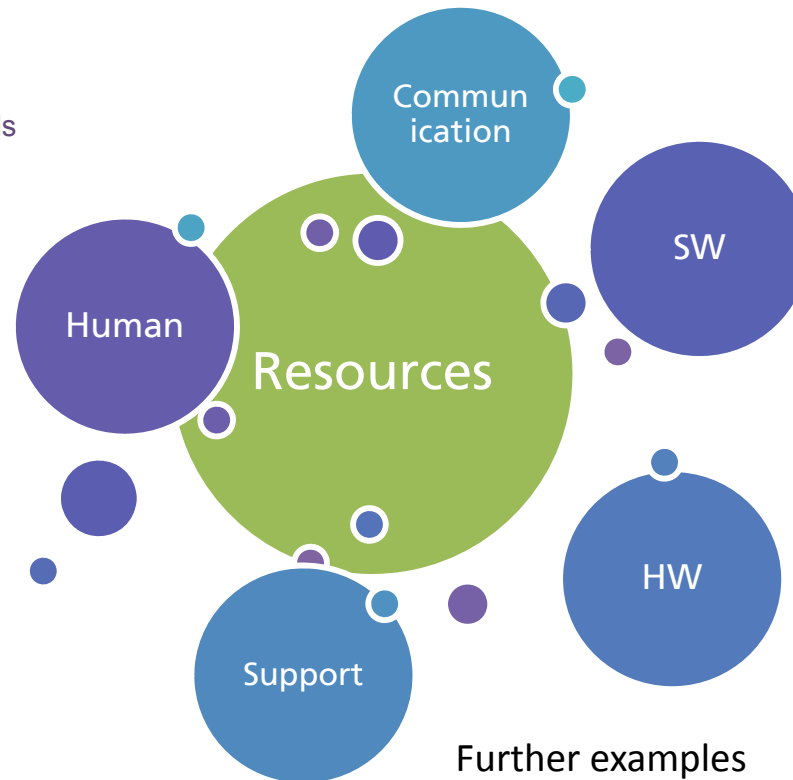 Commun
ication
SW
Human
Resources
HW
Support
Further examples